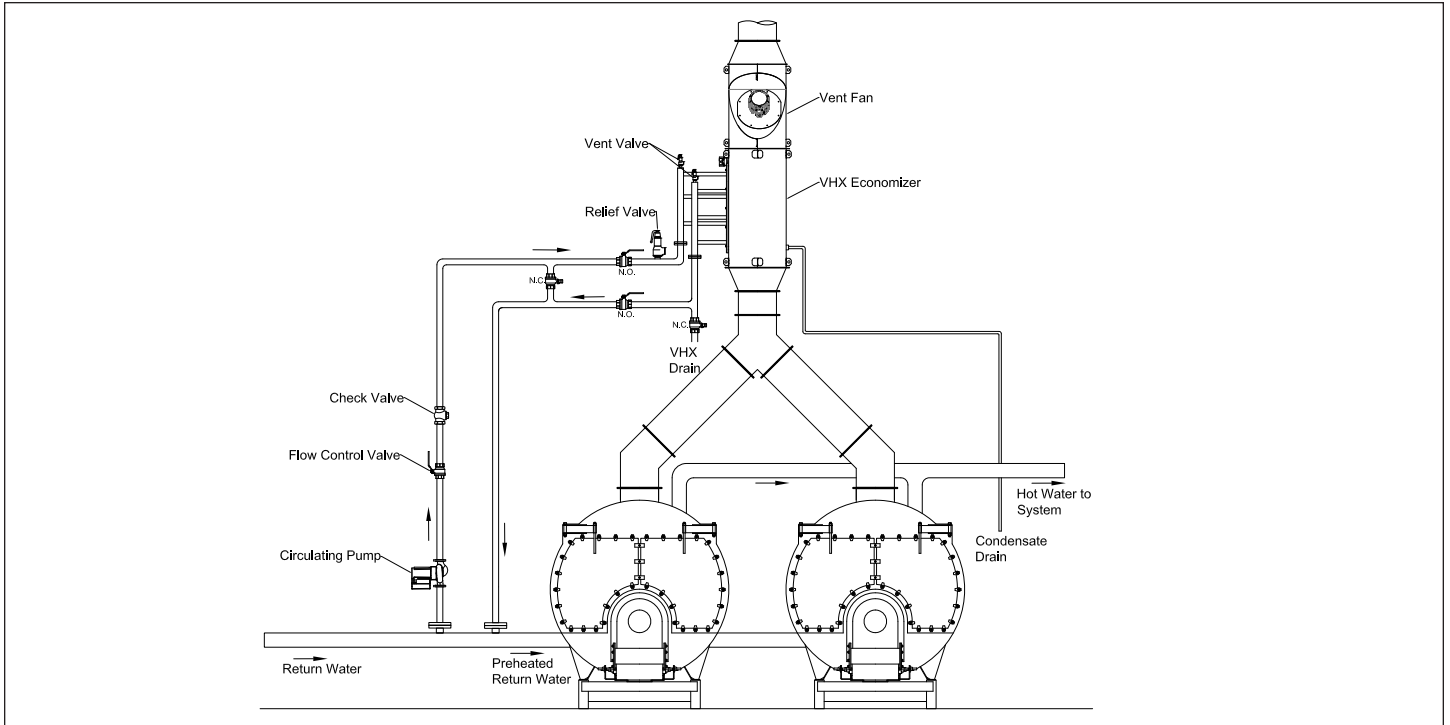 Vent Fan
Vent Valve
VHX Economizer
Relief Valve
N.O.
N.C.
N.O.
N.C.
VHX
Drain
Check Valve
Flow Control Valve
Hot Water to
System
Condensate
Drain
Circulating Pump
Return Water
Preheated
Return Water